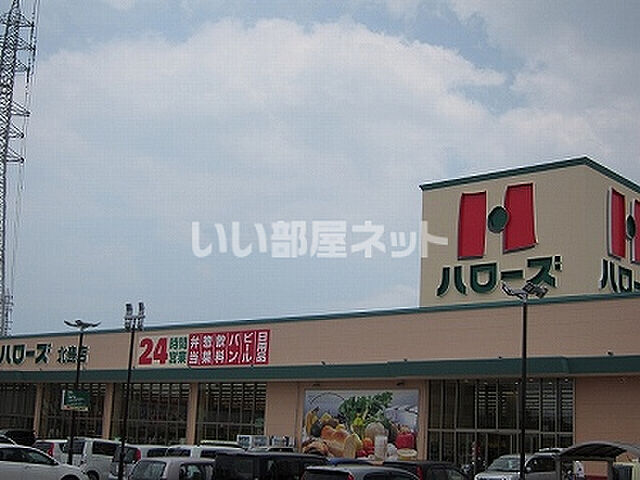 いい部屋ネット
ハローズ
ハロー
ハローズ 北島店
24時間営業 弁当 惣菜 飲料 パン ビール 日用品